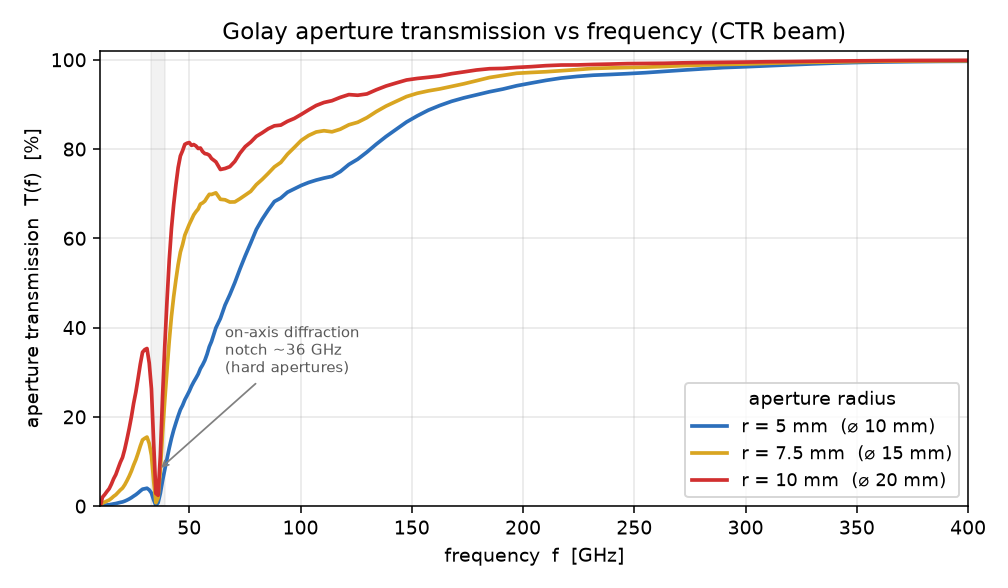 Golay aperture transmission vs frequency (CTR beam)
aperture transmission T(f) [%]
100
80
60
40
20
0
on-axis diffraction
notch ~36 GHz
(hard apertures)
aperture radius
r = 5 mm (⌀ 10 mm)
r = 7.5 mm (⌀ 15 mm)
r = 10 mm (⌀ 20 mm)
50 100 150 200 250 300 350 400
frequency f [GHz]